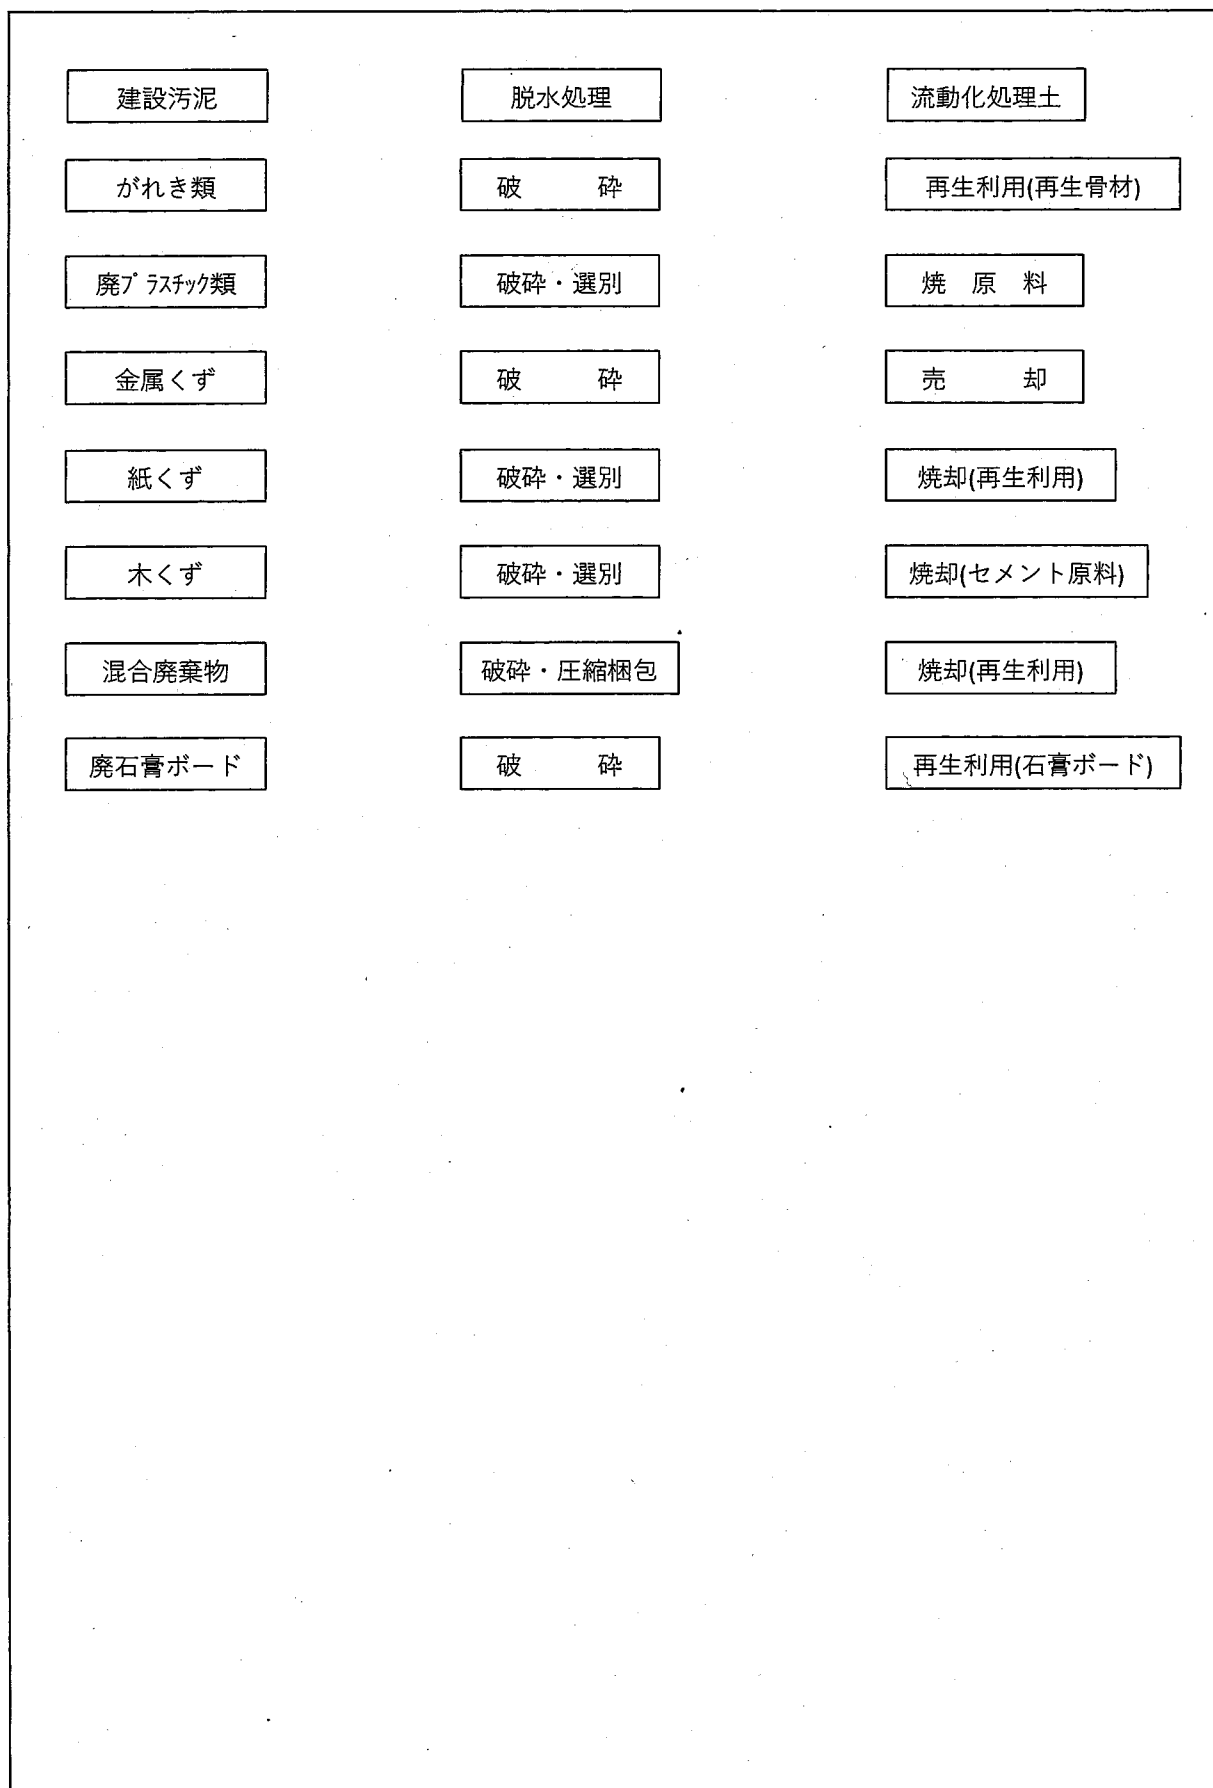 建設汚泥 脱水処理 流動化処理土
がれき類 破 砕 再生利用(再生骨材)
廃ﾌﾟﾗｽﾁｯｸ類 破砕・選別 焼 原 料
金属くず 破 砕 売 却
紙くず 破砕・選別 焼却(再生利用)
木くず 破砕・選別 焼却(セメント原料)
混合廃棄物 破砕・圧縮梱包 焼却(再生利用)
廃石膏ボード 破 砕 再生利用(石膏ボード)